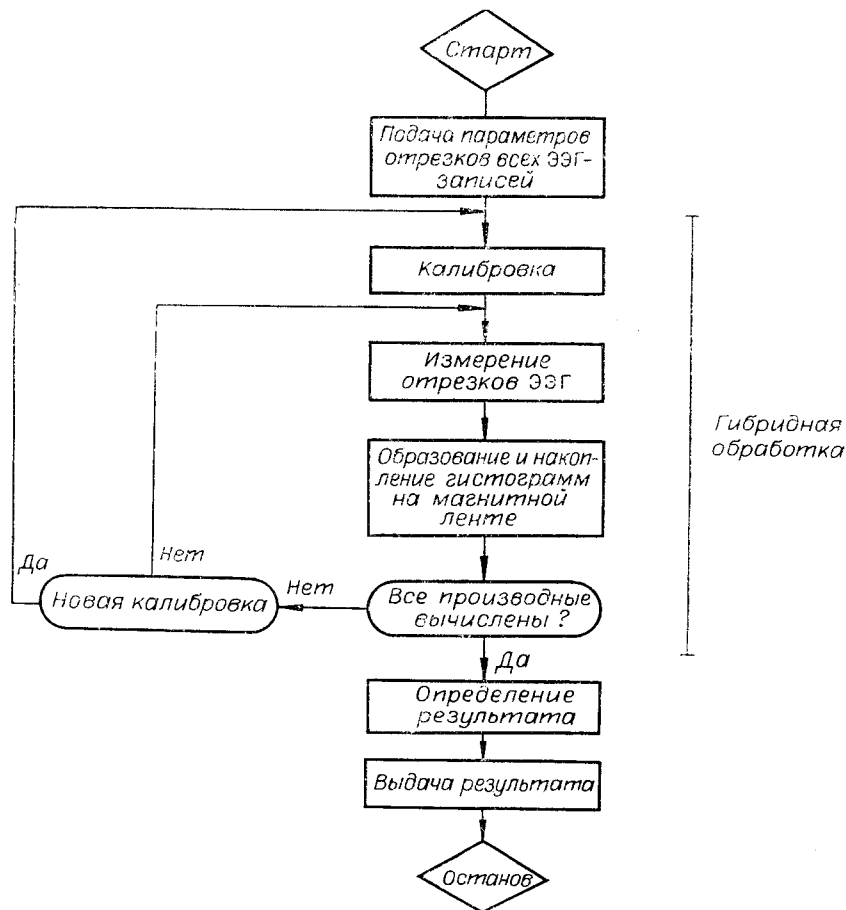 Старт
Подача параметров
отрезков всех ЭЭГ-
записей
Калибровка
Измерение
отрезков ЭЭГ
Гибридная
обработка
Образование и накоп-
ление гистограмм
на магнитной
ленте
Да
Нет
Новая калибровка
Нет
Все производные
вычислены ?
Да
Определение
результата
Выдача результата
Останов